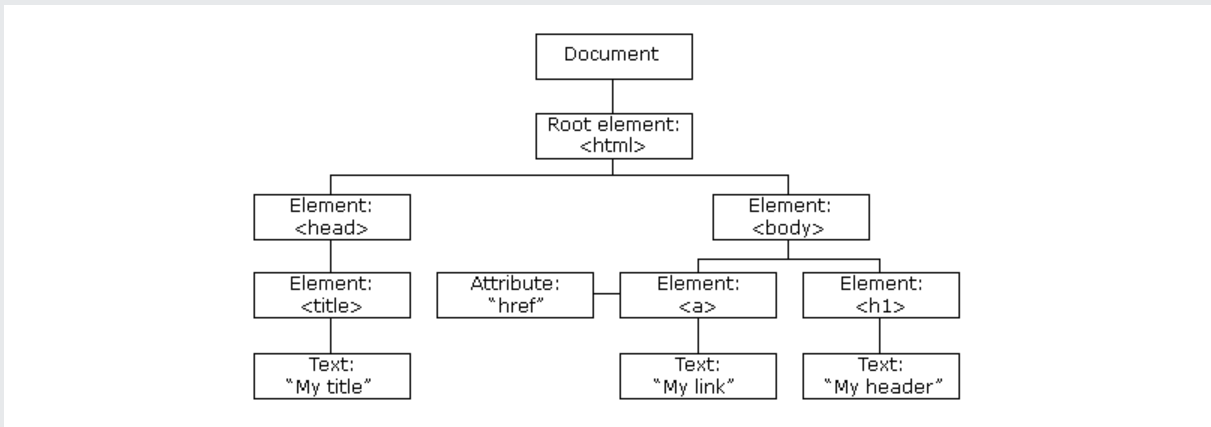 Document
Root element:
<html>
Element:
<head>
Element:
<body>
Element:
<title>
Attribute:
“href”
Element:
<a>
Element:
<h1>
Text:
“My title”
Text:
“My link”
Text:
“My header”